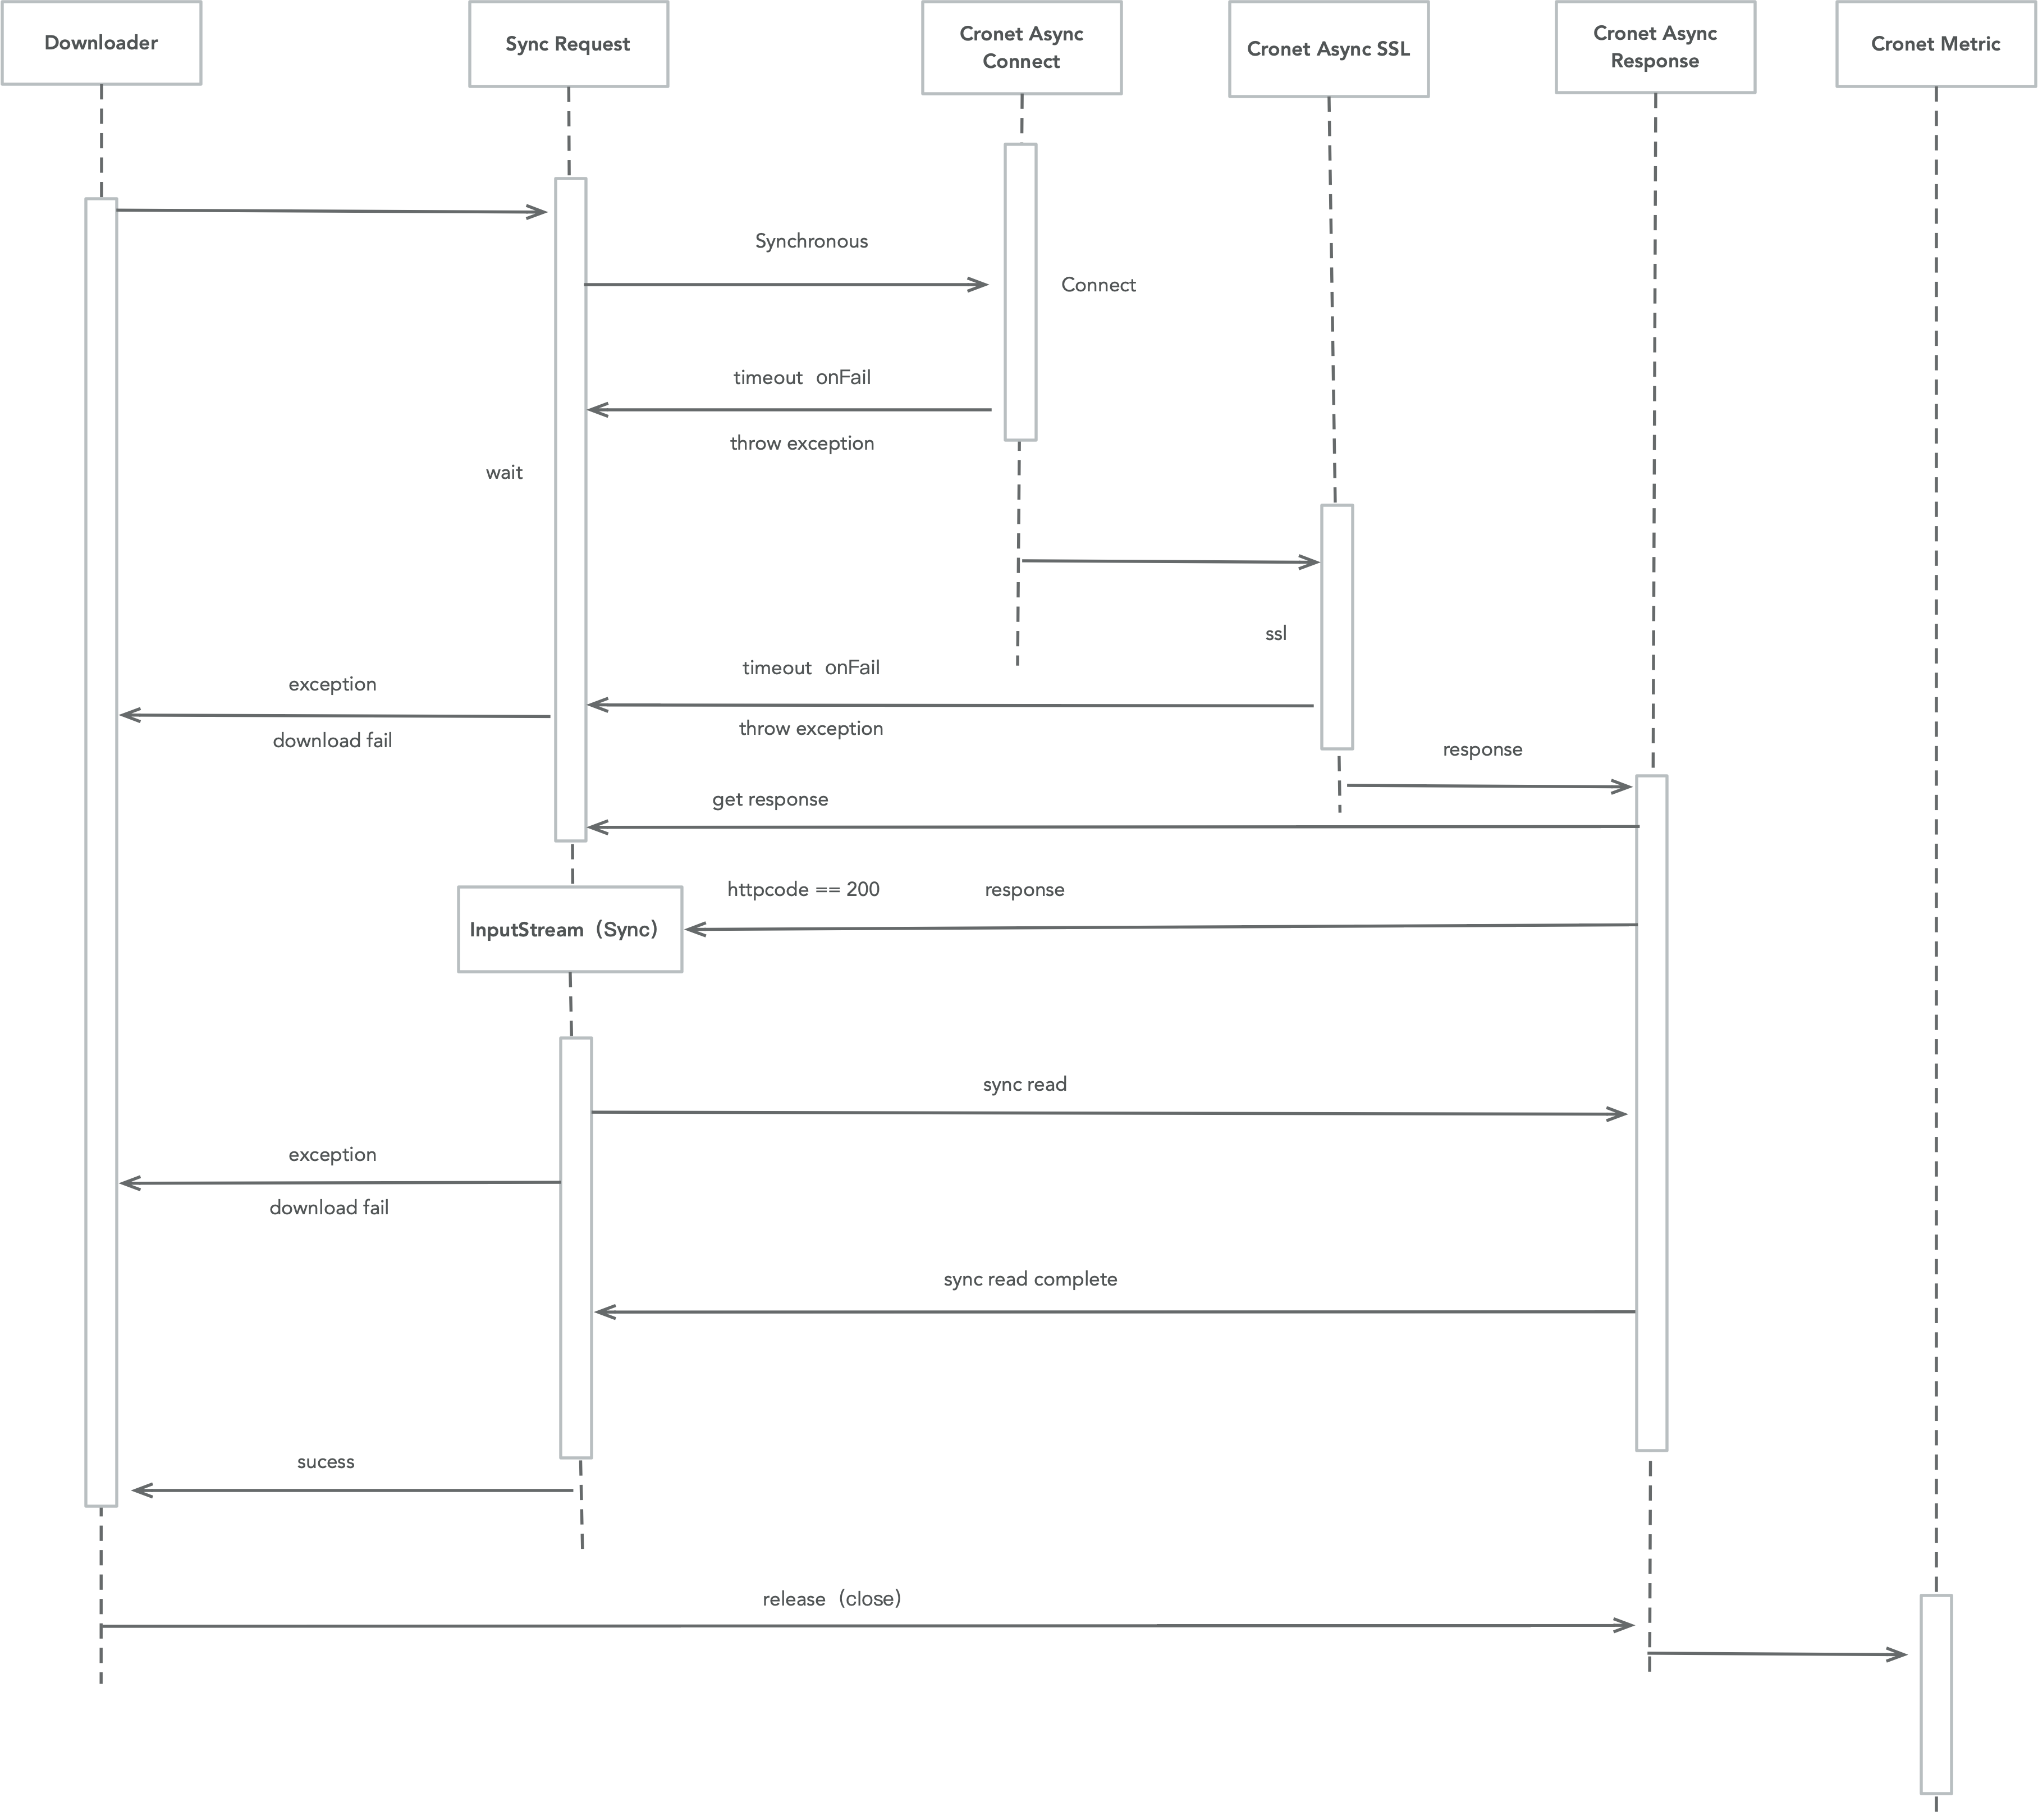 Downloader
Sync Request
Cronet Async
Connect
Cronet Async SSL
Cronet Async
Response
Cronet Metric
Synchronous
Connect
timeout  onFail
throw exception
wait
ssl
timeout  onFail
exception
throw exception
download fail
response
get response
httpcode == 200
response
InputStream（Sync）
sync read
exception
download fail
sync read complete
sucess
release（close）